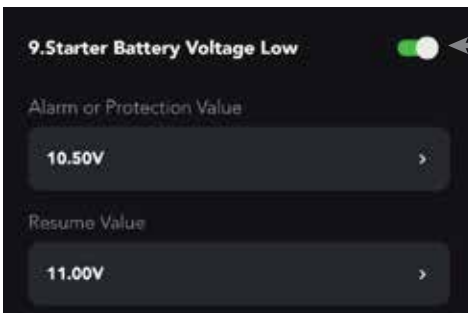 9.Starter Battery Voltage Low
Alarm or Protection Value
10.50V
Resume Value
11.00V